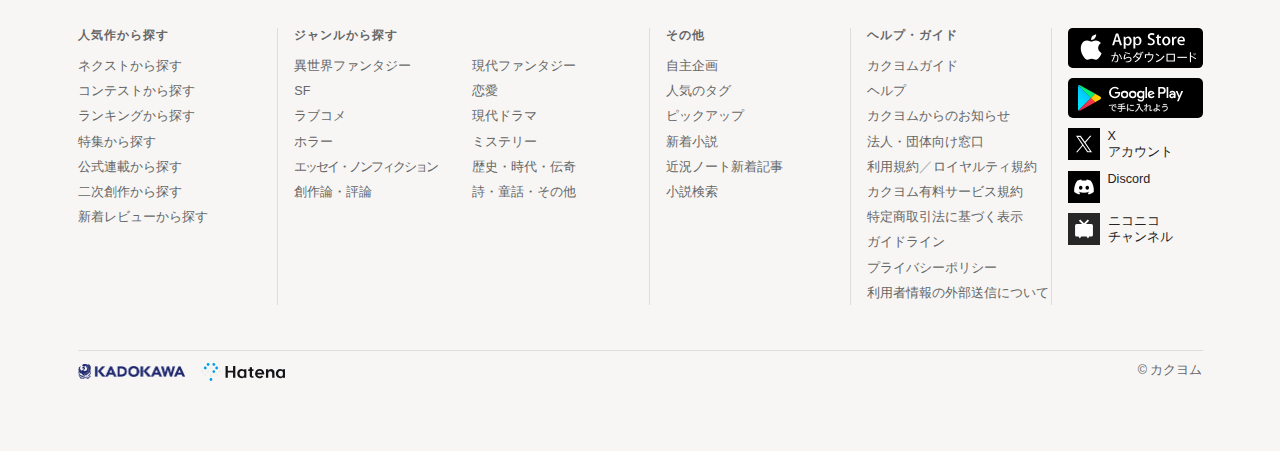 人気作から探す
ネクストから探す
コンテストから探す
ランキングから探す
特集から探す
公式連載から探す
二次創作から探す
新着レビューから探す
ジャンルから探す
異世界ファンタジー
SF
ラブコメ
ホラー
エッセイ・ノンフィクション
創作論・評論
現代ファンタジー
恋愛
現代ドラマ
ミステリー
歴史・時代・伝奇
詩・童話・その他
その他
自主企画
人気のタグ
ピックアップ
新着小説
近況ノート新着記事
小説検索
ヘルプ・ガイド
カクヨムガイド
ヘルプ
カクヨムからのお知らせ
法人・団体向け窓口
利用規約／ロイヤルティ規約
カクヨム有料サービス規約
特定商取引法に基づく表示
ガイドライン
プライバシーポリシー
利用者情報の外部送信について
App Store
からダウンロード
Google Play
で手に入れよう
X
アカウント
Discord
ニコニコ
チャンネル
KADOKAWA
Hatena
© カクヨム